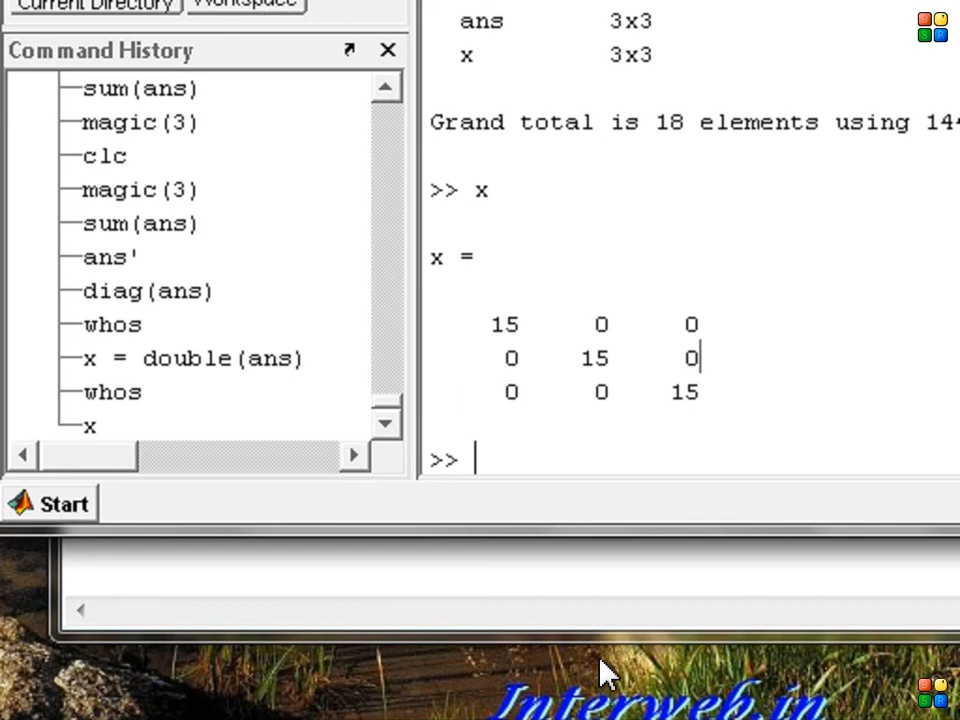 Current Directory
Workspace
Command History
sum(ans)
magic(3)
clc
magic(3)
sum(ans)
ans'
diag(ans)
whos
x = double(ans)
whos
x
Start
ans 3x3
x 3x3
Grand total is 18 elements using 144
>> x
x =
15 0 0
0 15 0
0 0 15
>>
Interweb.in